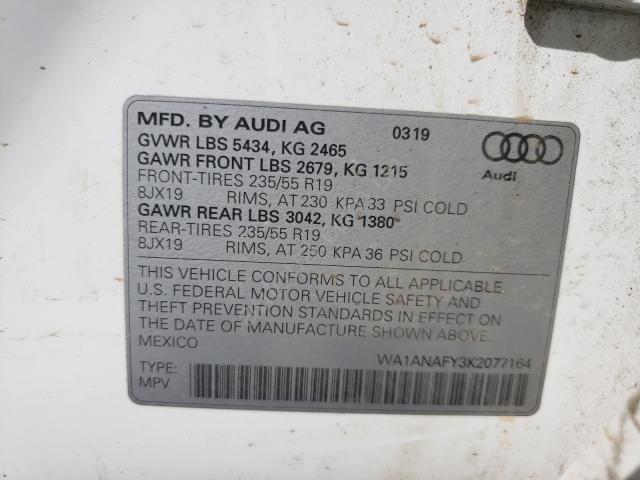 MFD. BY AUDI AG 0319
GVWR LBS 5434, KG 2465
GAWR FRONT LBS 2679, KG 1215
FRONT-TIRES 235/55 R19
8JX19 RIMS, AT 230 KPA 33 PSI COLD
GAWR REAR LBS 3042, KG 1380
REAR-TIRES 235/55 R19
8JX19 RIMS, AT 250 KPA 36 PSI COLD
Audi
THIS VEHICLE CONFORMS TO ALL APPLICABLE
U.S. FEDERAL MOTOR VEHICLE SAFETY AND
THEFT PREVENTION STANDARDS IN EFFECT ON
THE DATE OF MANUFACTURE SHOWN ABOVE.
MEXICO
WA1ANAFY3K2077164
TYPE:
MPV